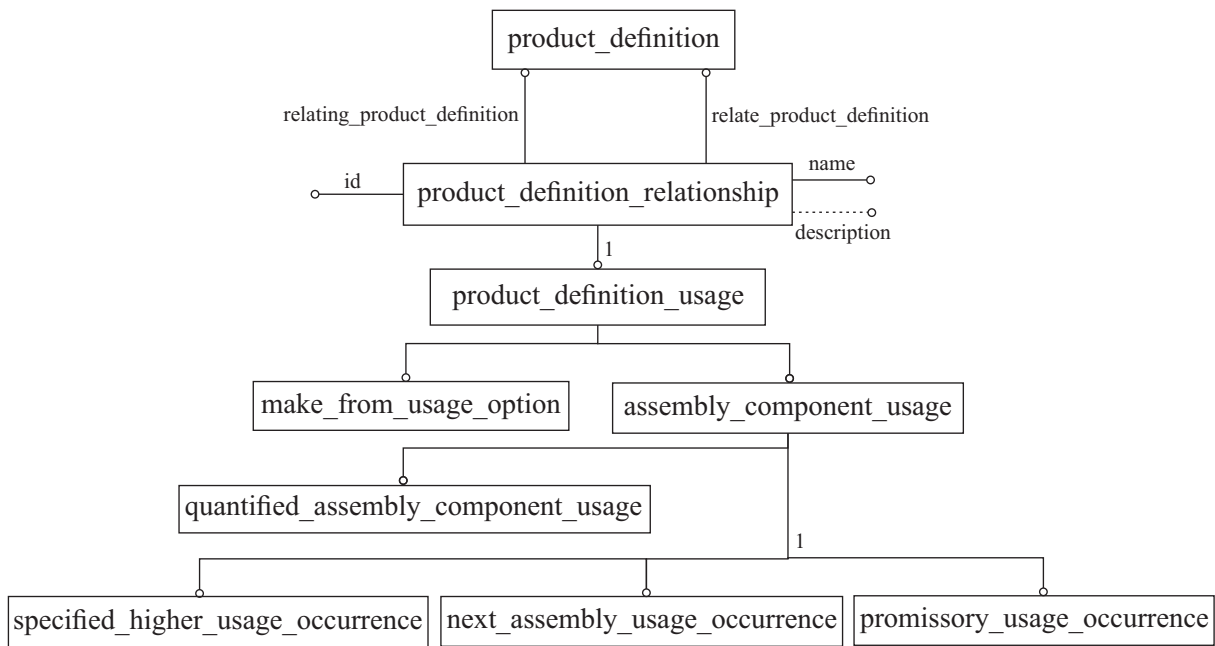 product_definition
relating_product_definition
relate_product_definition
id
product_definition_relationship
name
description
1
product_definition_usage
make_from_usage_option
assembly_component_usage
quantified_assembly_component_usage
1
specified_higher_usage_occurrence
next_assembly_usage_occurrence
promissory_usage_occurrence